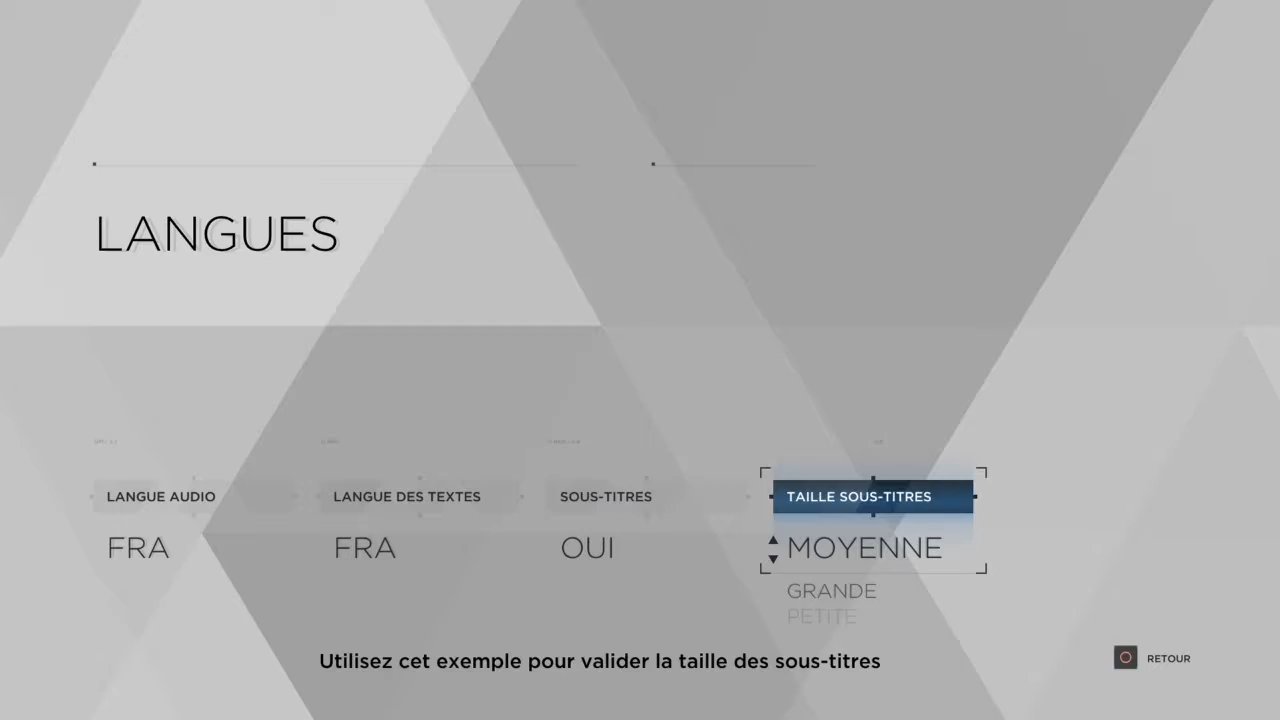 LANGUES
LANGUE AUDIO
FRA
LANGUE DES TEXTES
FRA
SOUS-TITRES
OUI
TAILLE SOUS-TITRES
MOYENNE
GRANDE
PETITE
Utilisez cet exemple pour valider la taille des sous-titres
RETOUR